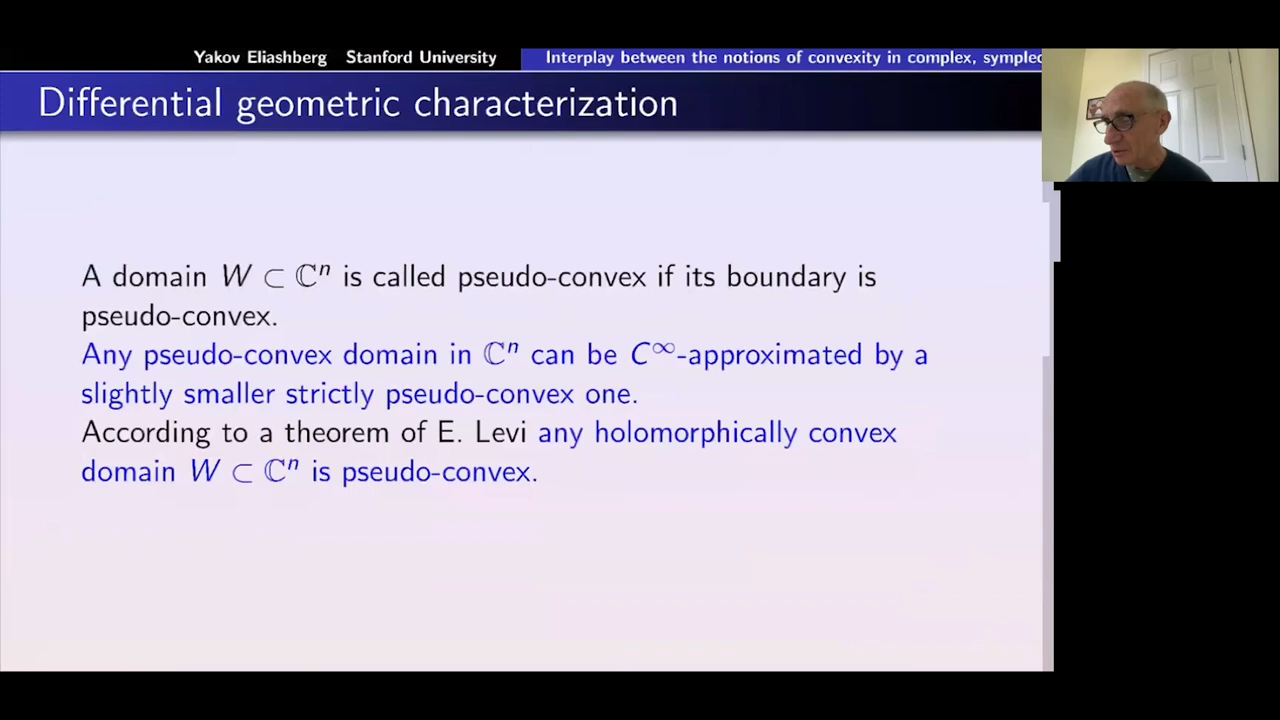 Yakov Eliashberg Stanford University
Interplay between the notions of convexity in complex, symplec
Differential geometric characterization
A domain W ⊂ ℂⁿ is called pseudo-convex if its boundary is
pseudo-convex.
Any pseudo-convex domain in ℂⁿ can be C^∞-approximated by a
slightly smaller strictly pseudo-convex one.
According to a theorem of E. Levi any holomorphically convex
domain W ⊂ ℂⁿ is pseudo-convex.